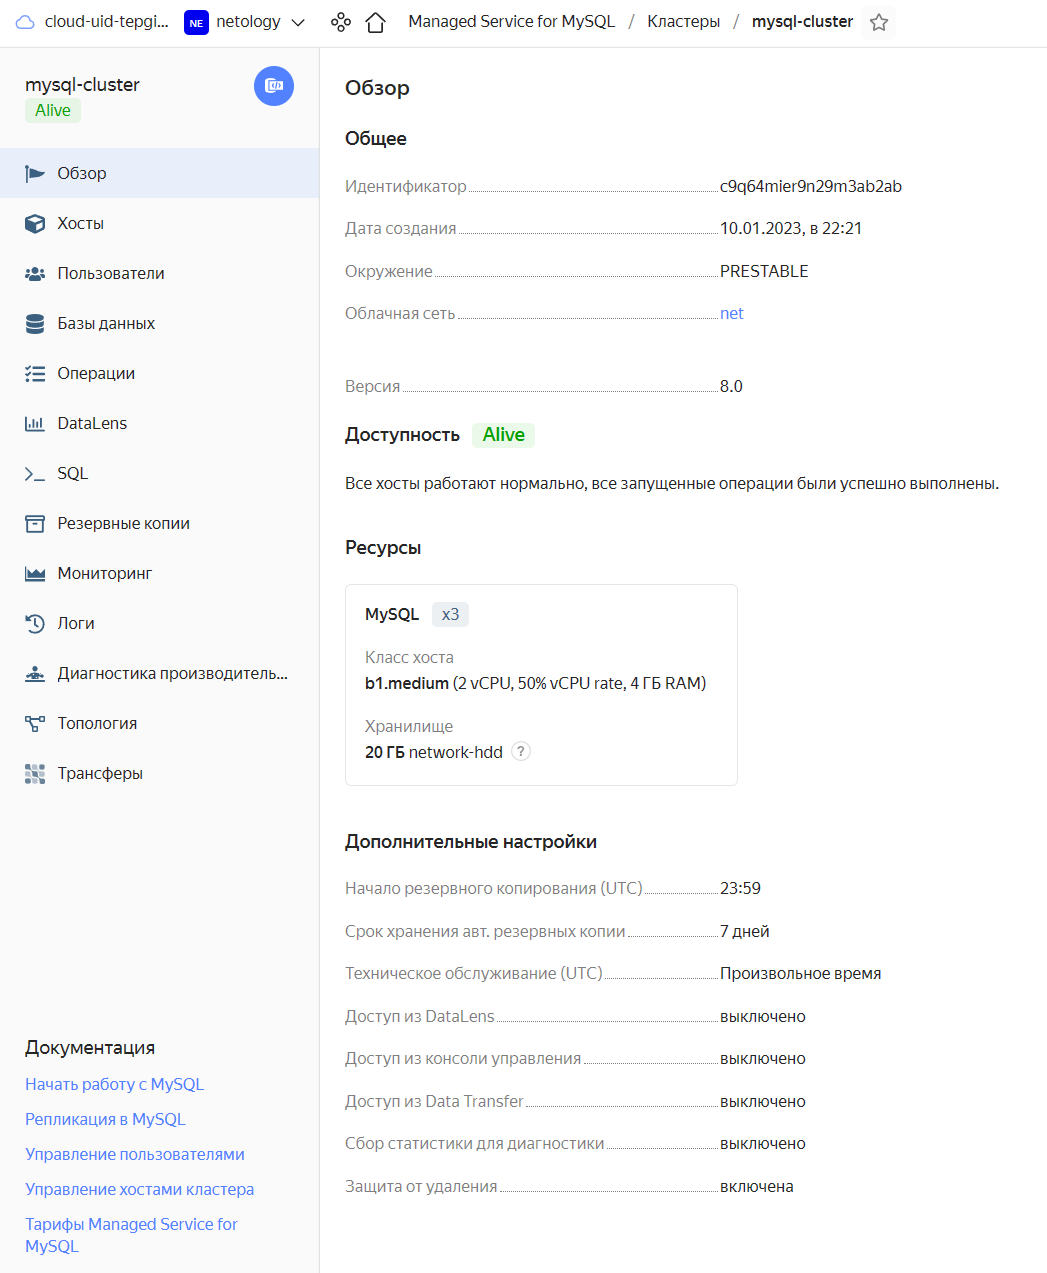 cloud-uid-tepgi... NE netology Managed Service for MySQL / Кластеры / mysql-cluster
mysql-cluster
Alive
Обзор
Хосты
Пользователи
Базы данных
Операции
DataLens
SQL
Резервные копии
Мониторинг
Логи
Диагностика производитель...
Топология
Трансферы
Документация
Начать работу с MySQL
Репликация в MySQL
Управление пользователями
Управление хостами кластера
Тарифы Managed Service for
MySQL
Обзор
Общее
Идентификатор c9q64mier9n29m3ab2ab
Дата создания 10.01.2023, в 22:21
Окружение PRESTABLE
Облачная сеть net
Версия 8.0
Доступность Alive
Все хосты работают нормально, все запущенные операции были успешно выполнены.
Ресурсы
MySQL x3
Класс хоста
b1.medium (2 vCPU, 50% vCPU rate, 4 ГБ RAM)
Хранилище
20 ГБ network-hdd ?
Дополнительные настройки
Начало резервного копирования (UTC) 23:59
Срок хранения авт. резервных копии 7 дней
Техническое обслуживание (UTC) Произвольное время
Доступ из DataLens выключено
Доступ из консоли управления выключено
Доступ из Data Transfer выключено
Сбор статистики для диагностики выключено
Защита от удаления включена